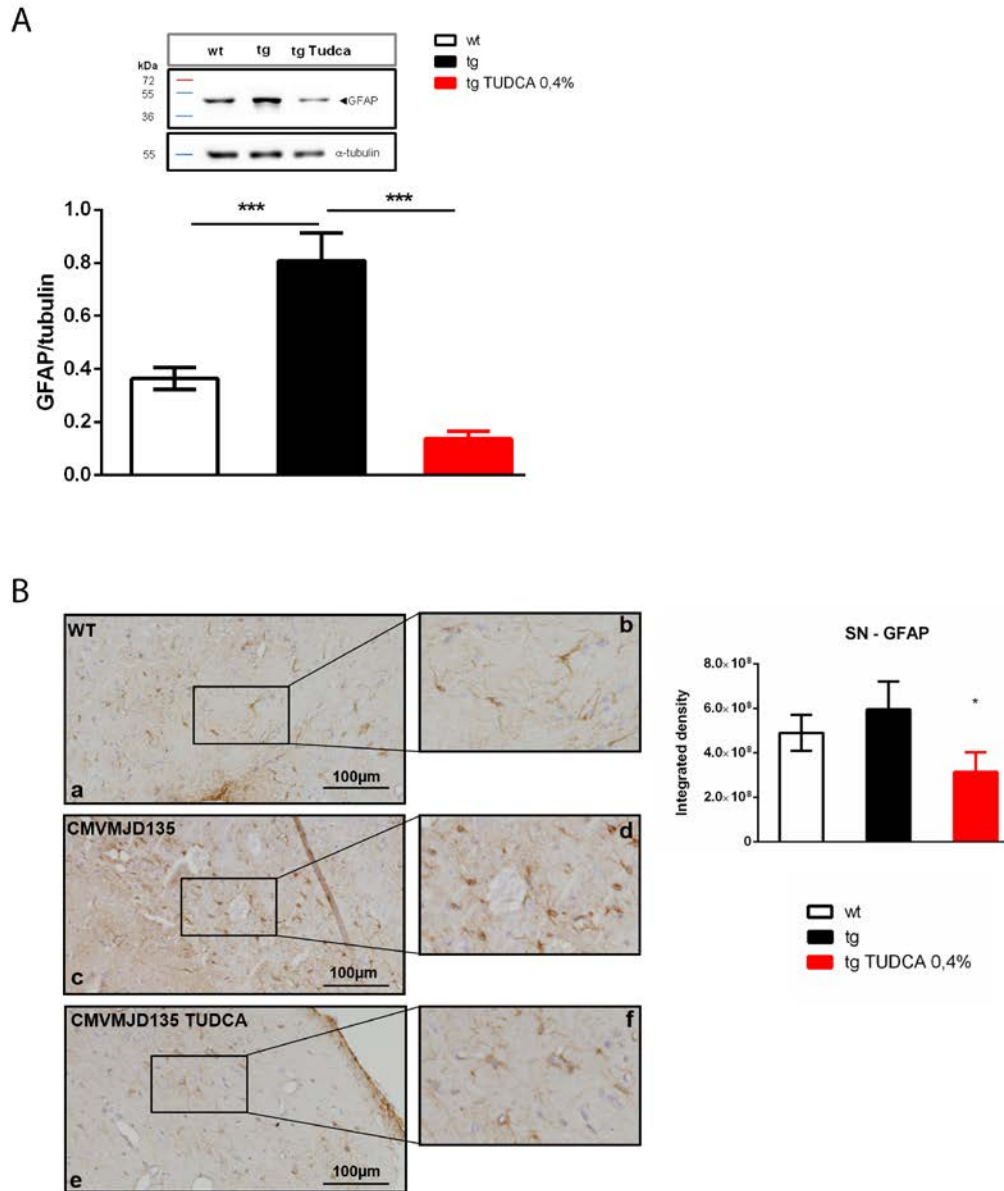 A
wt tg tg Tudca
kDa
72
55
36
◄GFAP
55
α-tubulin
wt
tg
tg TUDCA 0,4%
*** ***
GFAP/tubulin
1.0
0.8
0.6
0.4
0.2
0.0
B
WT
a
100µm
b
CMVMJD135
c
100µm
d
CMVMJD135 TUDCA
e
100µm
f
SN - GFAP
Integrated density
8.0×10⁸
6.0×10⁸
4.0×10⁸
2.0×10⁸
0
*
wt
tg
tg TUDCA 0,4%